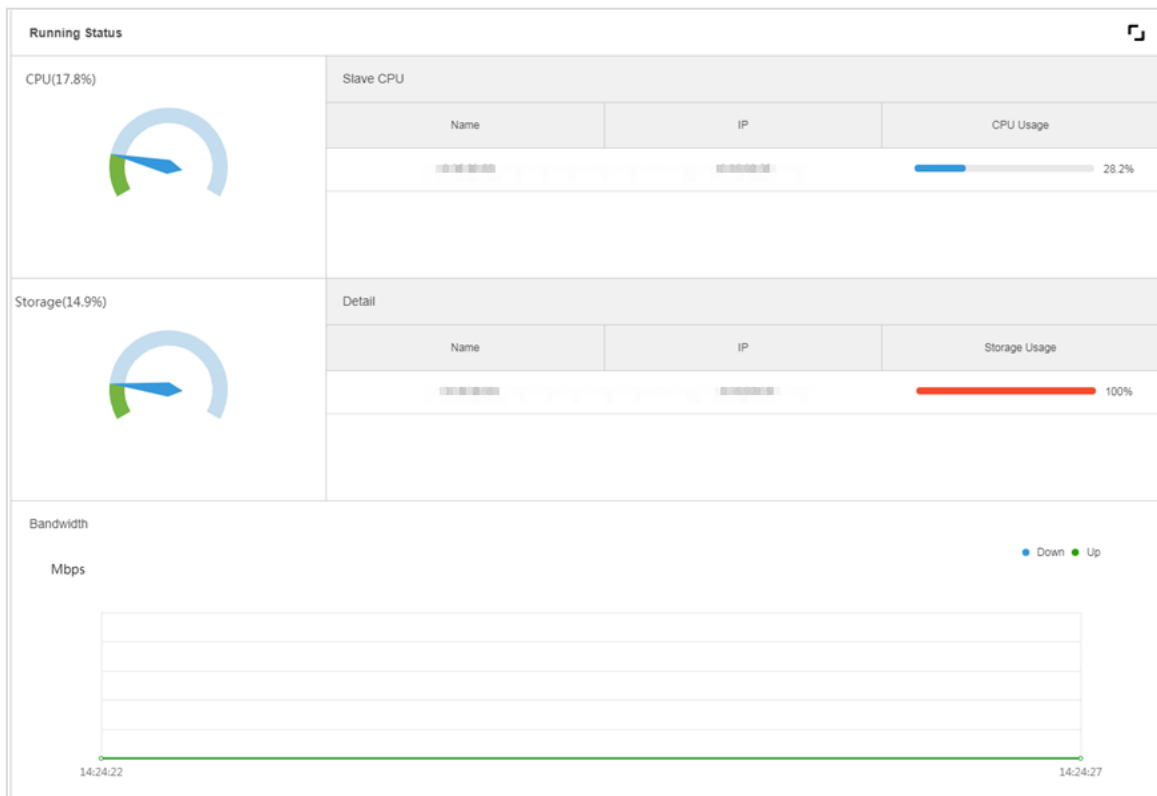 Running Status
CPU(17.8%)
Slave CPU
Name IP CPU Usage
28.2%
Storage(14.9%)
Detail
Name IP Storage Usage
100%
Bandwidth
Down Up
Mbps
14:24:22 14:24:27